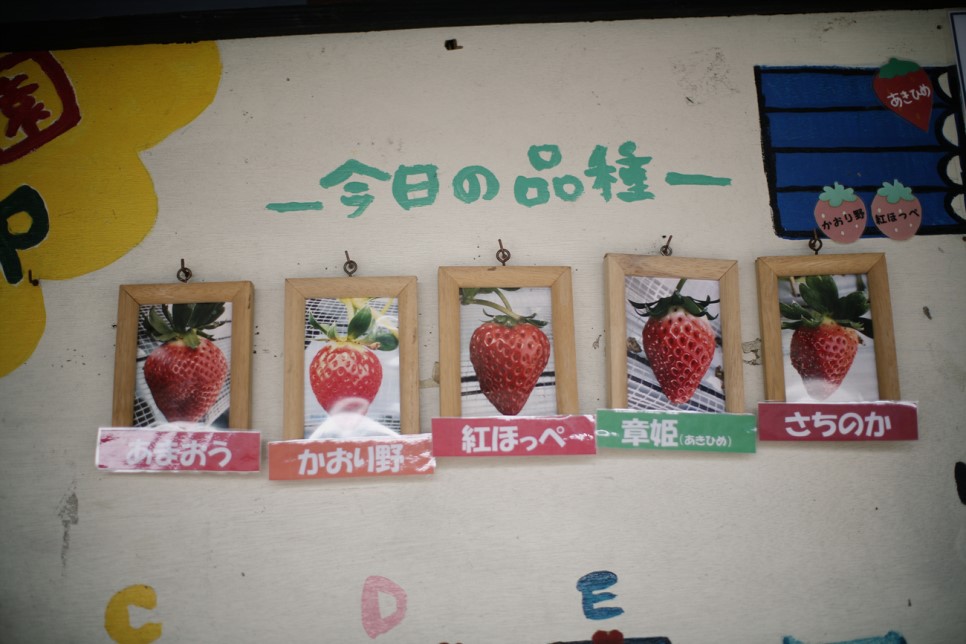 園
P
ー今日の品種ー
あきひめ
かおり野
紅ほっぺ
あまおう
かおり野
紅ほっぺ
章姫(あきひめ)
さちのか
C
D
E